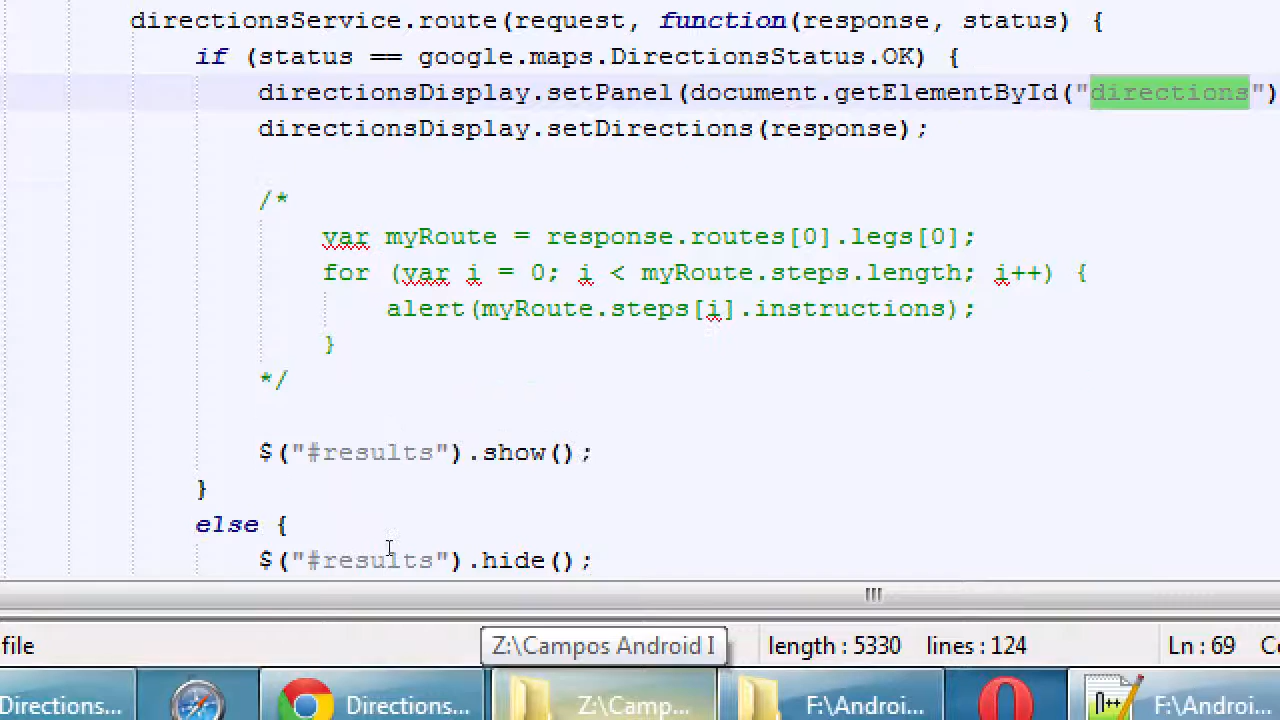 directionsService.route(request, function(response, status) {
if (status == google.maps.DirectionsStatus.OK) {
directionsDisplay.setPanel(document.getElementById("directions")
directionsDisplay.setDirections(response);
/*
var myRoute = response.routes[0].legs[0];
for (var i = 0; i < myRoute.steps.length; i++) {
alert(myRoute.steps[i].instructions);
}
*/
$("#results").show();
}
else {
$("#results").hide();
file
Z:\Campos Android I
length : 5330 lines : 124
Ln : 69 C
Directions... Directions... Z:\Camp... F:\Androi... F:\Androi...